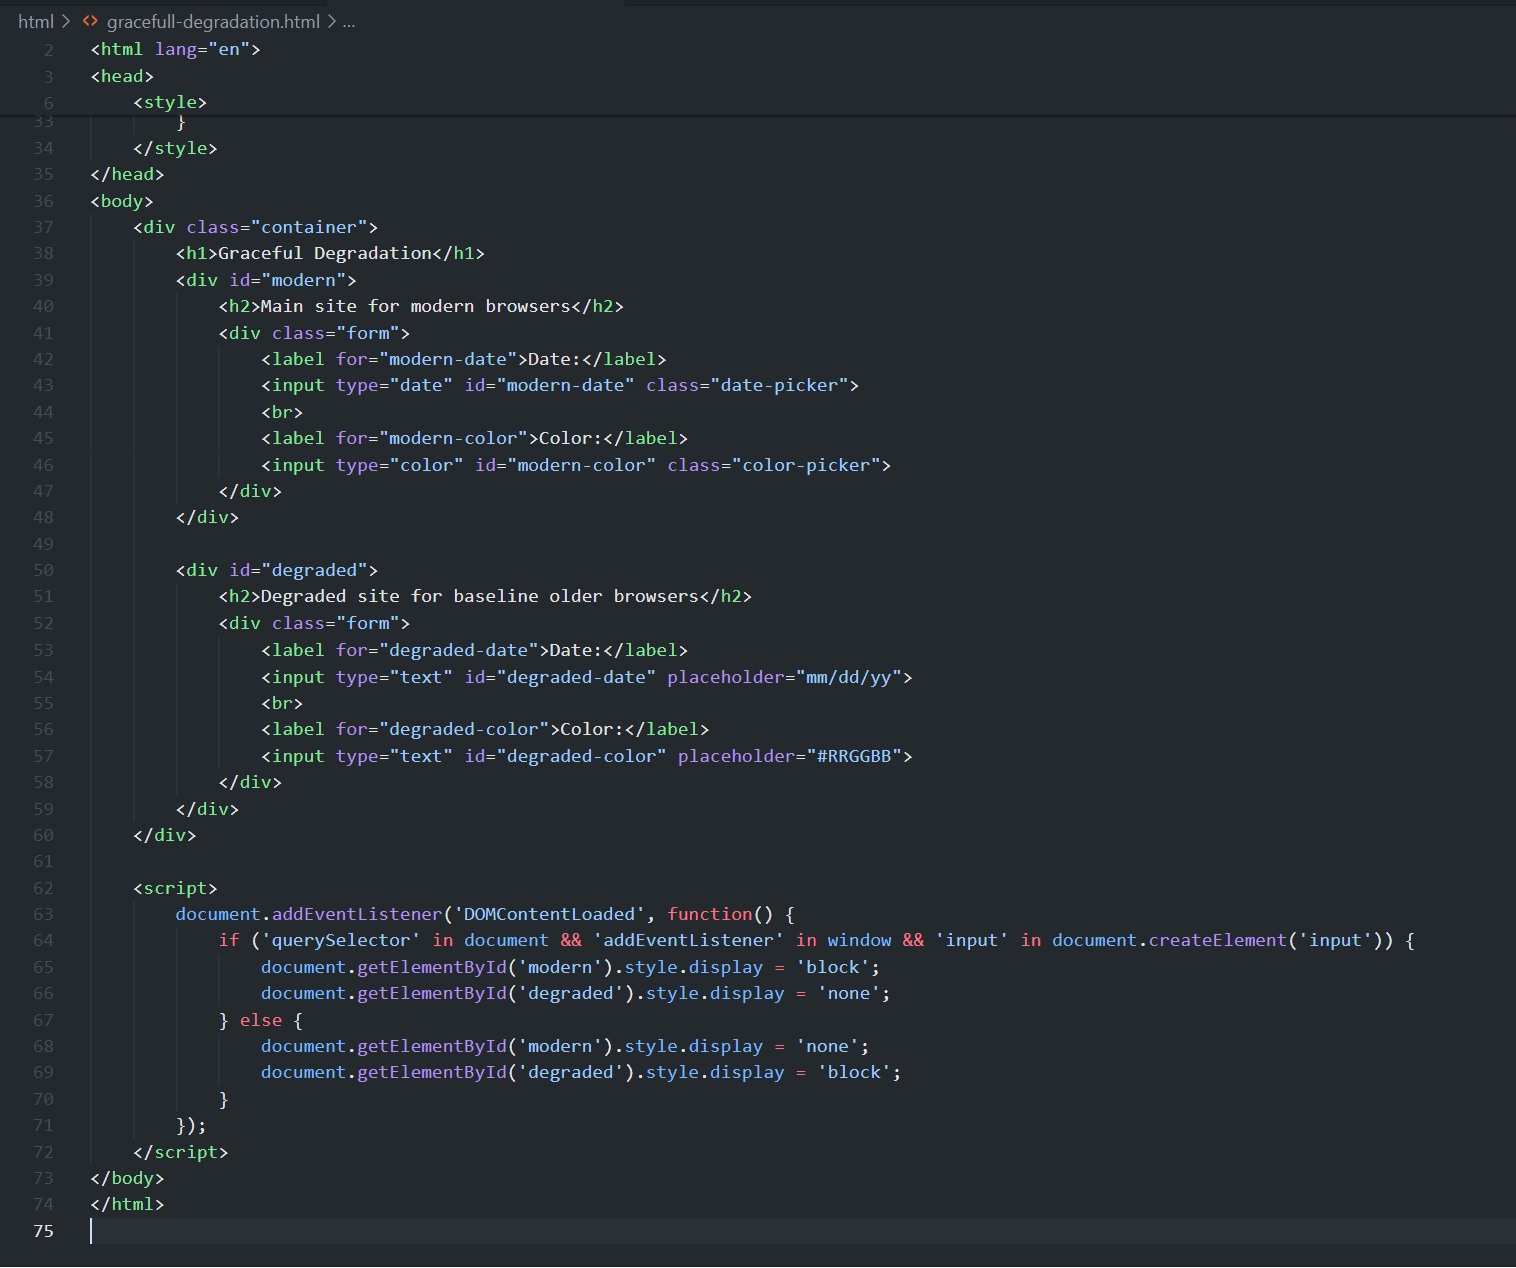 html > <> gracefull-degradation.html > ...
2 <html lang="en">
3 <head>
6     <style>
33         }
34     </style>
35 </head>
36 <body>
37     <div class="container">
38         <h1>Graceful Degradation</h1>
39         <div id="modern">
40             <h2>Main site for modern browsers</h2>
41             <div class="form">
42                 <label for="modern-date">Date:</label>
43                 <input type="date" id="modern-date" class="date-picker">
44                 <br>
45                 <label for="modern-color">Color:</label>
46                 <input type="color" id="modern-color" class="color-picker">
47             </div>
48         </div>
49
50         <div id="degraded">
51             <h2>Degraded site for baseline older browsers</h2>
52             <div class="form">
53                 <label for="degraded-date">Date:</label>
54                 <input type="text" id="degraded-date" placeholder="mm/dd/yy">
55                 <br>
56                 <label for="degraded-color">Color:</label>
57                 <input type="text" id="degraded-color" placeholder="#RRGGBB">
58             </div>
59         </div>
60     </div>
61
62     <script>
63         document.addEventListener('DOMContentLoaded', function() {
64             if ('querySelector' in document && 'addEventListener' in window && 'input' in document.createElement('input')) {
65                 document.getElementById('modern').style.display = 'block';
66                 document.getElementById('degraded').style.display = 'none';
67             } else {
68                 document.getElementById('modern').style.display = 'none';
69                 document.getElementById('degraded').style.display = 'block';
70             }
71         });
72     </script>
73 </body>
74 </html>
75